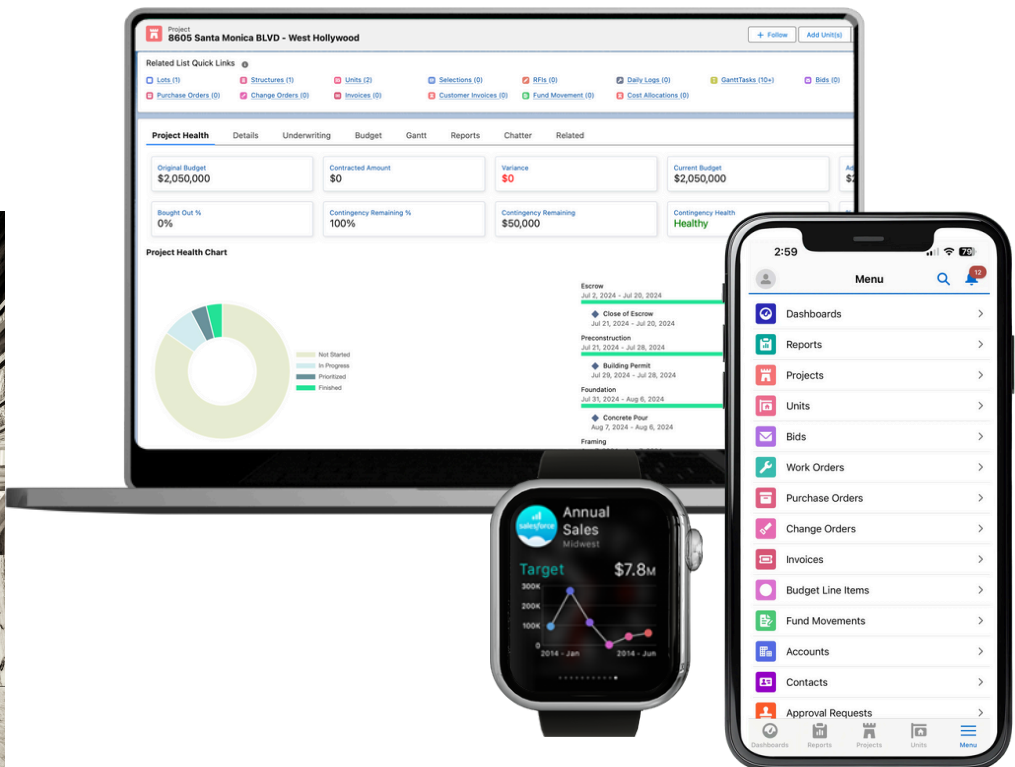 Project
8605 Santa Monica BLVD - West Hollywood
+ Follow
Add Unit(s)
Related List Quick Links
Lots (1)
Structures (1)
Units (2)
Selections (0)
RFIs (0)
Daily Logs (0)
GanttTasks (10+)
Bids (0)
Purchase Orders (0)
Change Orders (0)
Invoices (0)
Customer Invoices (0)
Fund Movement (0)
Cost Allocations (0)
Project Health
Details
Underwriting
Budget
Gantt
Reports
Chatter
Related
Original Budget
$2,050,000
Contracted Amount
$0
Variance
$0
Current Budget
$2,050,000
Bought Out %
0%
Contingency Remaining %
100%
Contingency Remaining
$50,000
Contingency Health
Healthy
Project Health Chart
Not Started
In Progress
Prioritized
Finished
Escrow
Jul 2, 2024 - Jul 20, 2024
Close of Escrow
Jul 21, 2024 - Jul 20, 2024
Preconstruction
Jul 21, 2024 - Jul 28, 2024
Building Permit
Jul 29, 2024 - Jul 28, 2024
Foundation
Jul 31, 2024 - Aug 6, 2024
Concrete Pour
Aug 7, 2024 - Aug 6, 2024
Framing
salesforce
Annual
Sales
Midwest
Target
$7.8M
300K
200K
100K
0
2014 - Jan
2014 - Jun
2:59
79
Menu
12
Dashboards
Reports
Projects
Units
Bids
Work Orders
Purchase Orders
Change Orders
Invoices
Budget Line Items
Fund Movements
Accounts
Contacts
Approval Requests
Dashboards
Reports
Projects
Units
Menu